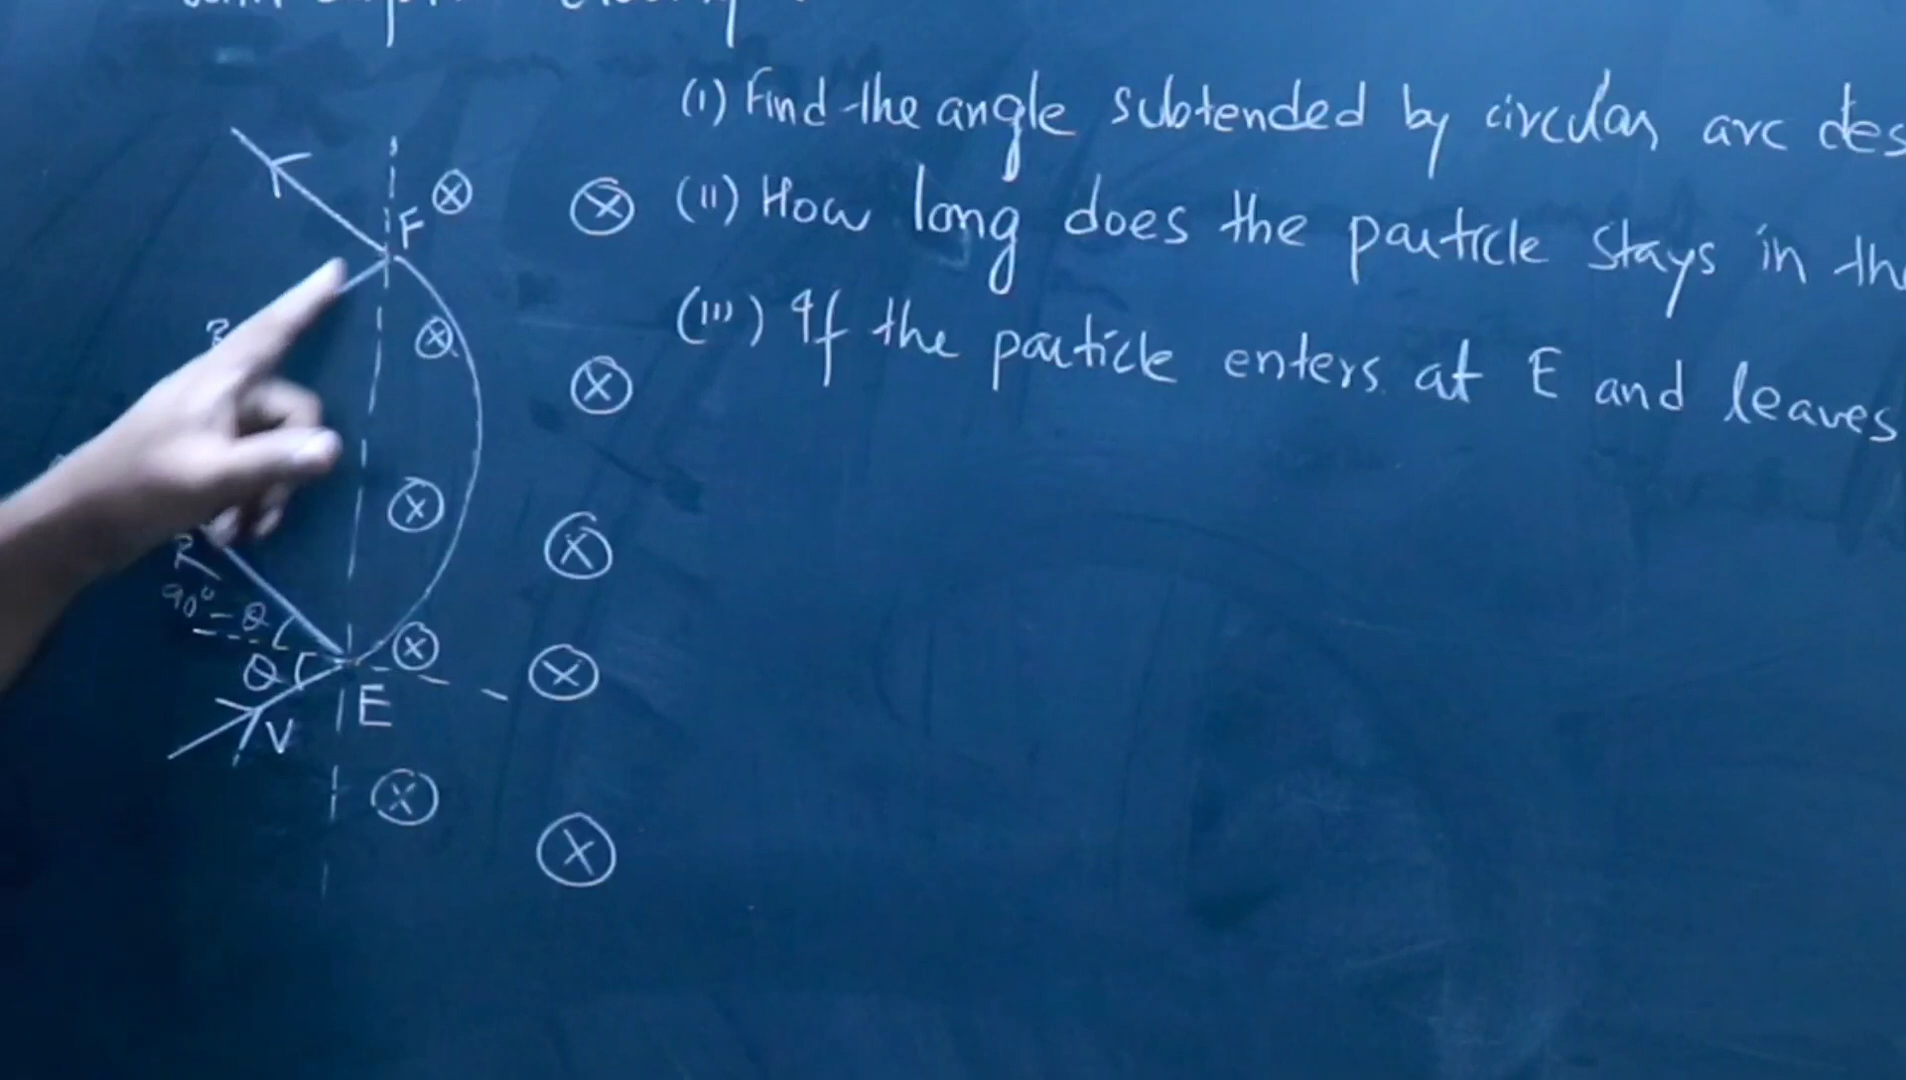 (I) Find the angle subtended by circular arc des
(II) How long does the particle stays in th
(III) If the particle enters at E and leaves
F
R
90° - θ
θ
E
V